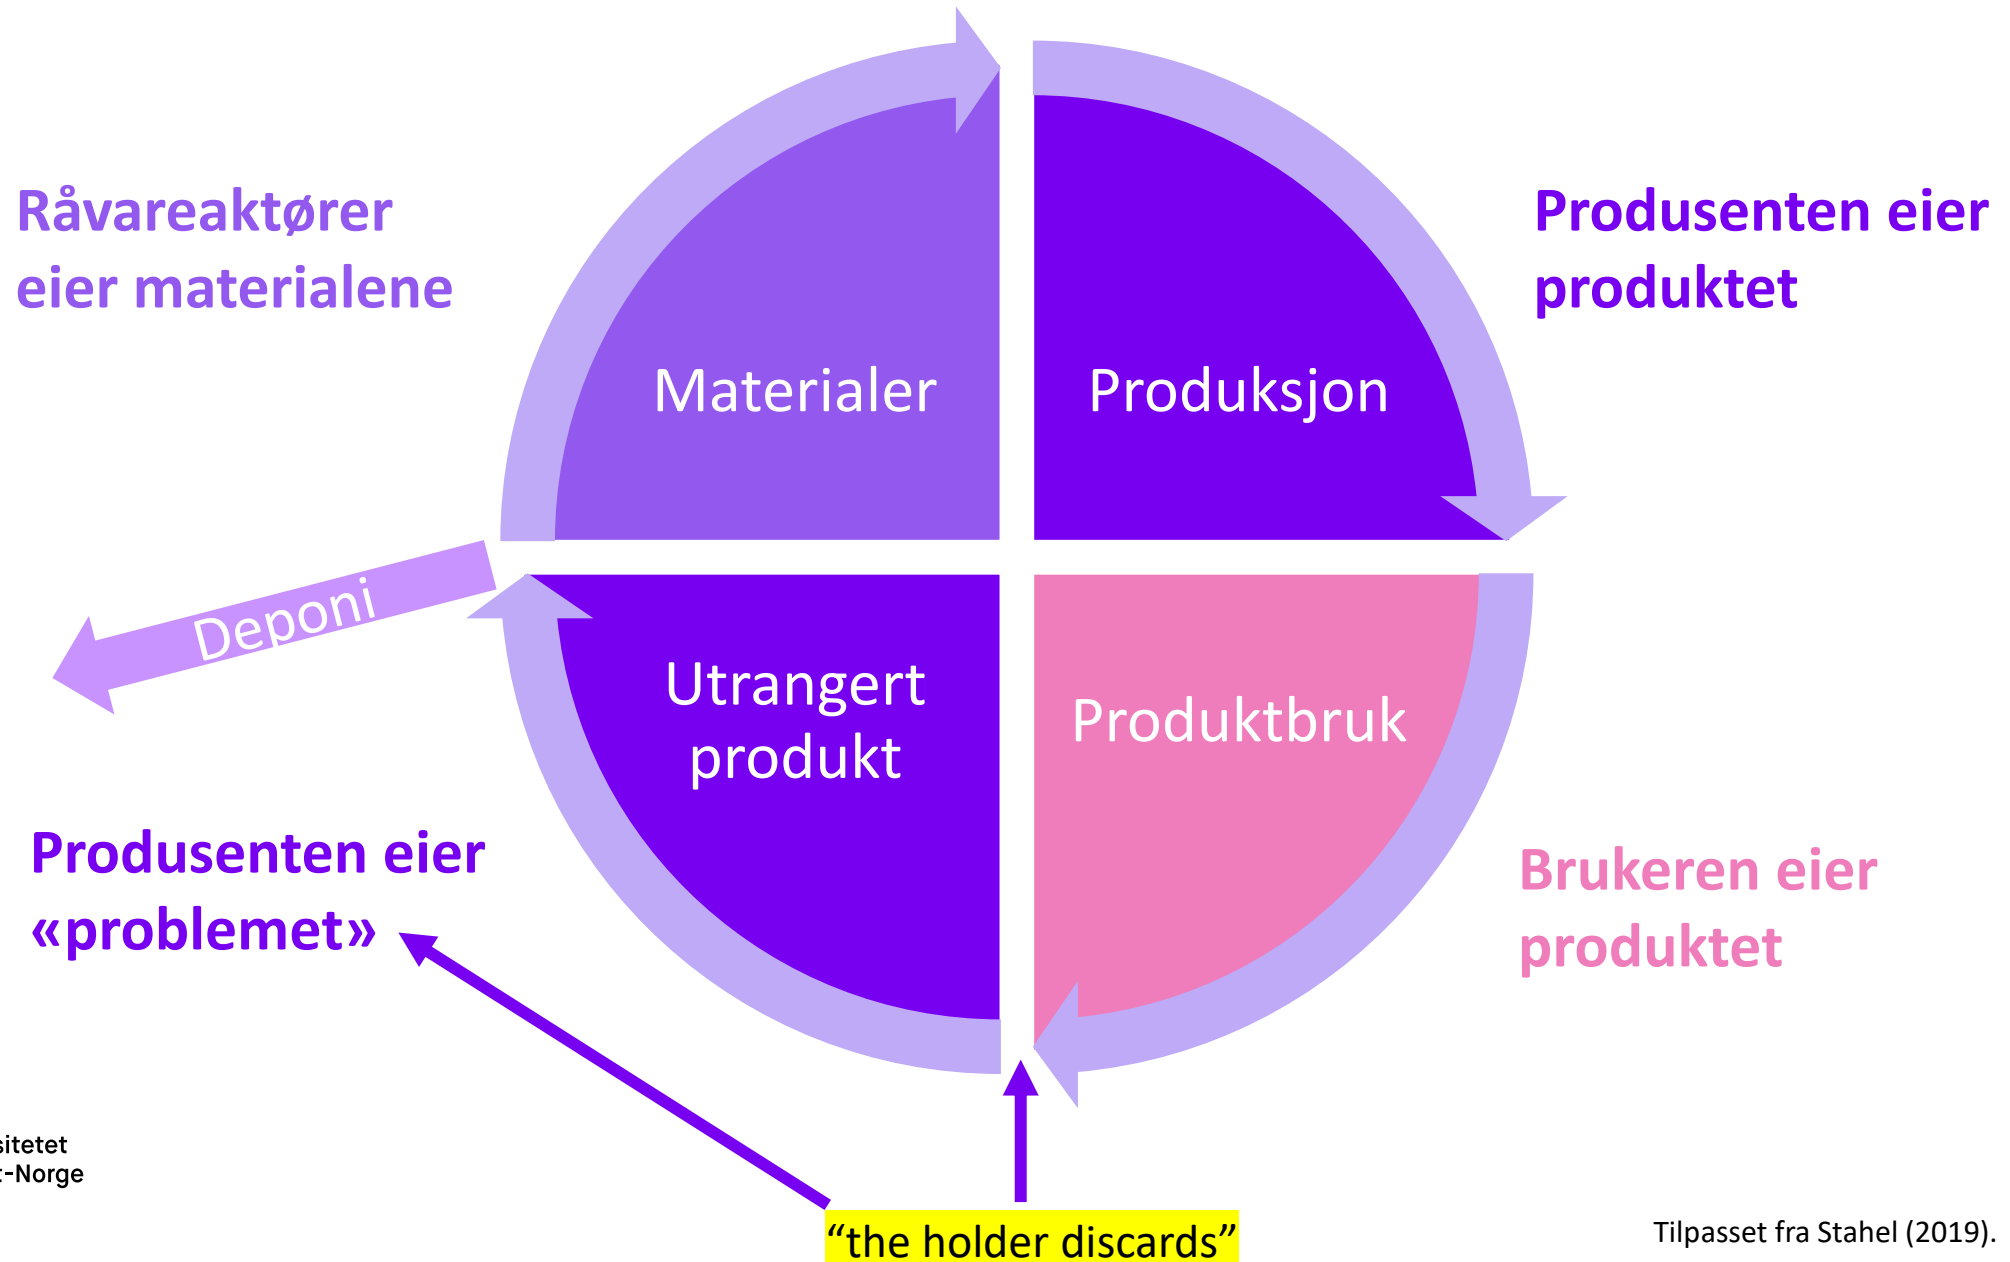 Råvareaktører
eier materialene
Produsenten eier
produktet
Materialer
Produksjon
Deponi
Utrangert
produkt
Produktbruk
Produsenten eier
«problemet»
Brukeren eier
produktet
sitetet
t-Norge
“the holder discards”
Tilpasset fra Stahel (2019).